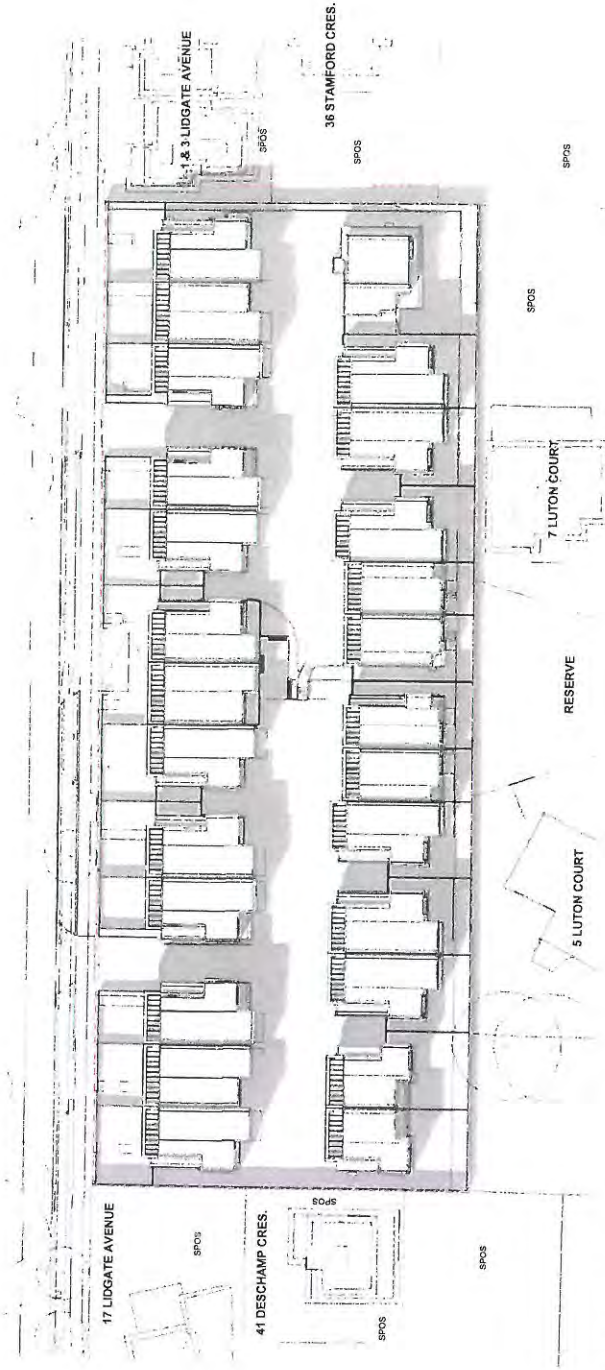 1 & 3 LIDGATE AVENUE
SPOS
36 STAMFORD CRES.
SPOS
SPOS
SPOS
7 LUTON COURT
RESERVE
5 LUTON COURT
17 LIDGATE AVENUE
SPOS
41 DESCHAMP CRES.
SPOS
SPOS
SPOS